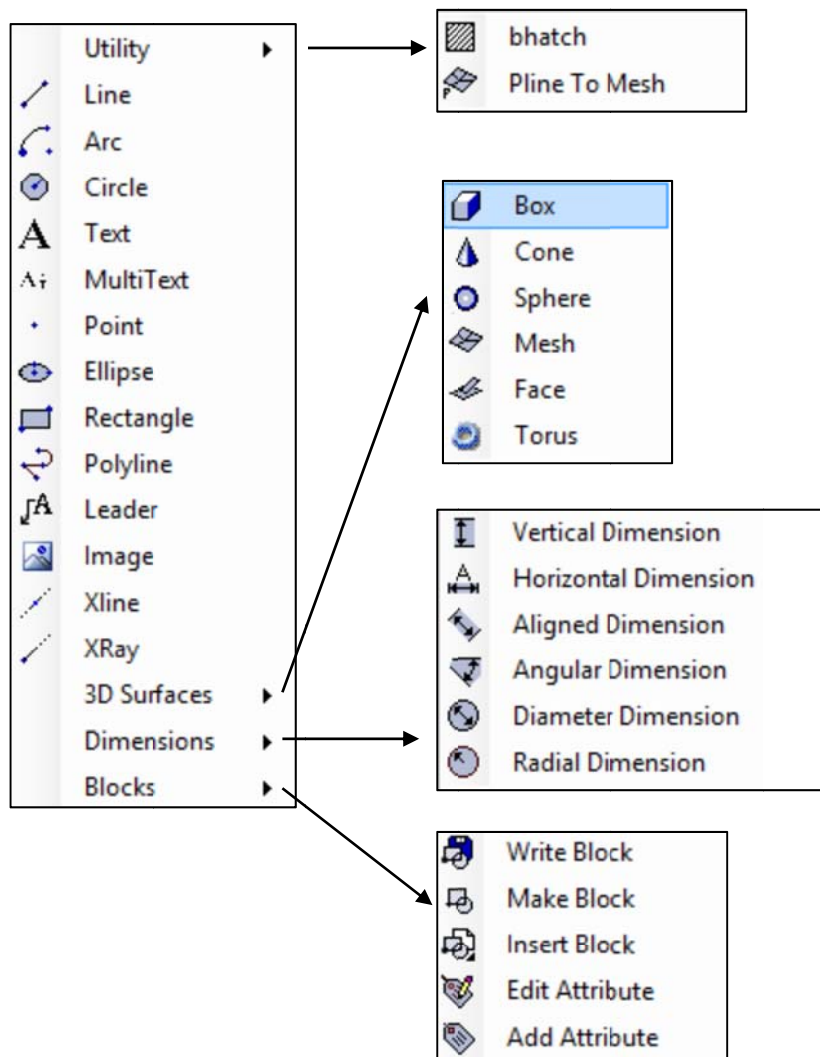 Utility
Line
Arc
Circle
Text
MultiText
Point
Ellipse
Rectangle
Polyline
Leader
Image
Xline
XRay
3D Surfaces
Dimensions
Blocks
bhatch
Pline To Mesh
Box
Cone
Sphere
Mesh
Face
Torus
Vertical Dimension
Horizontal Dimension
Aligned Dimension
Angular Dimension
Diameter Dimension
Radial Dimension
Write Block
Make Block
Insert Block
Edit Attribute
Add Attribute